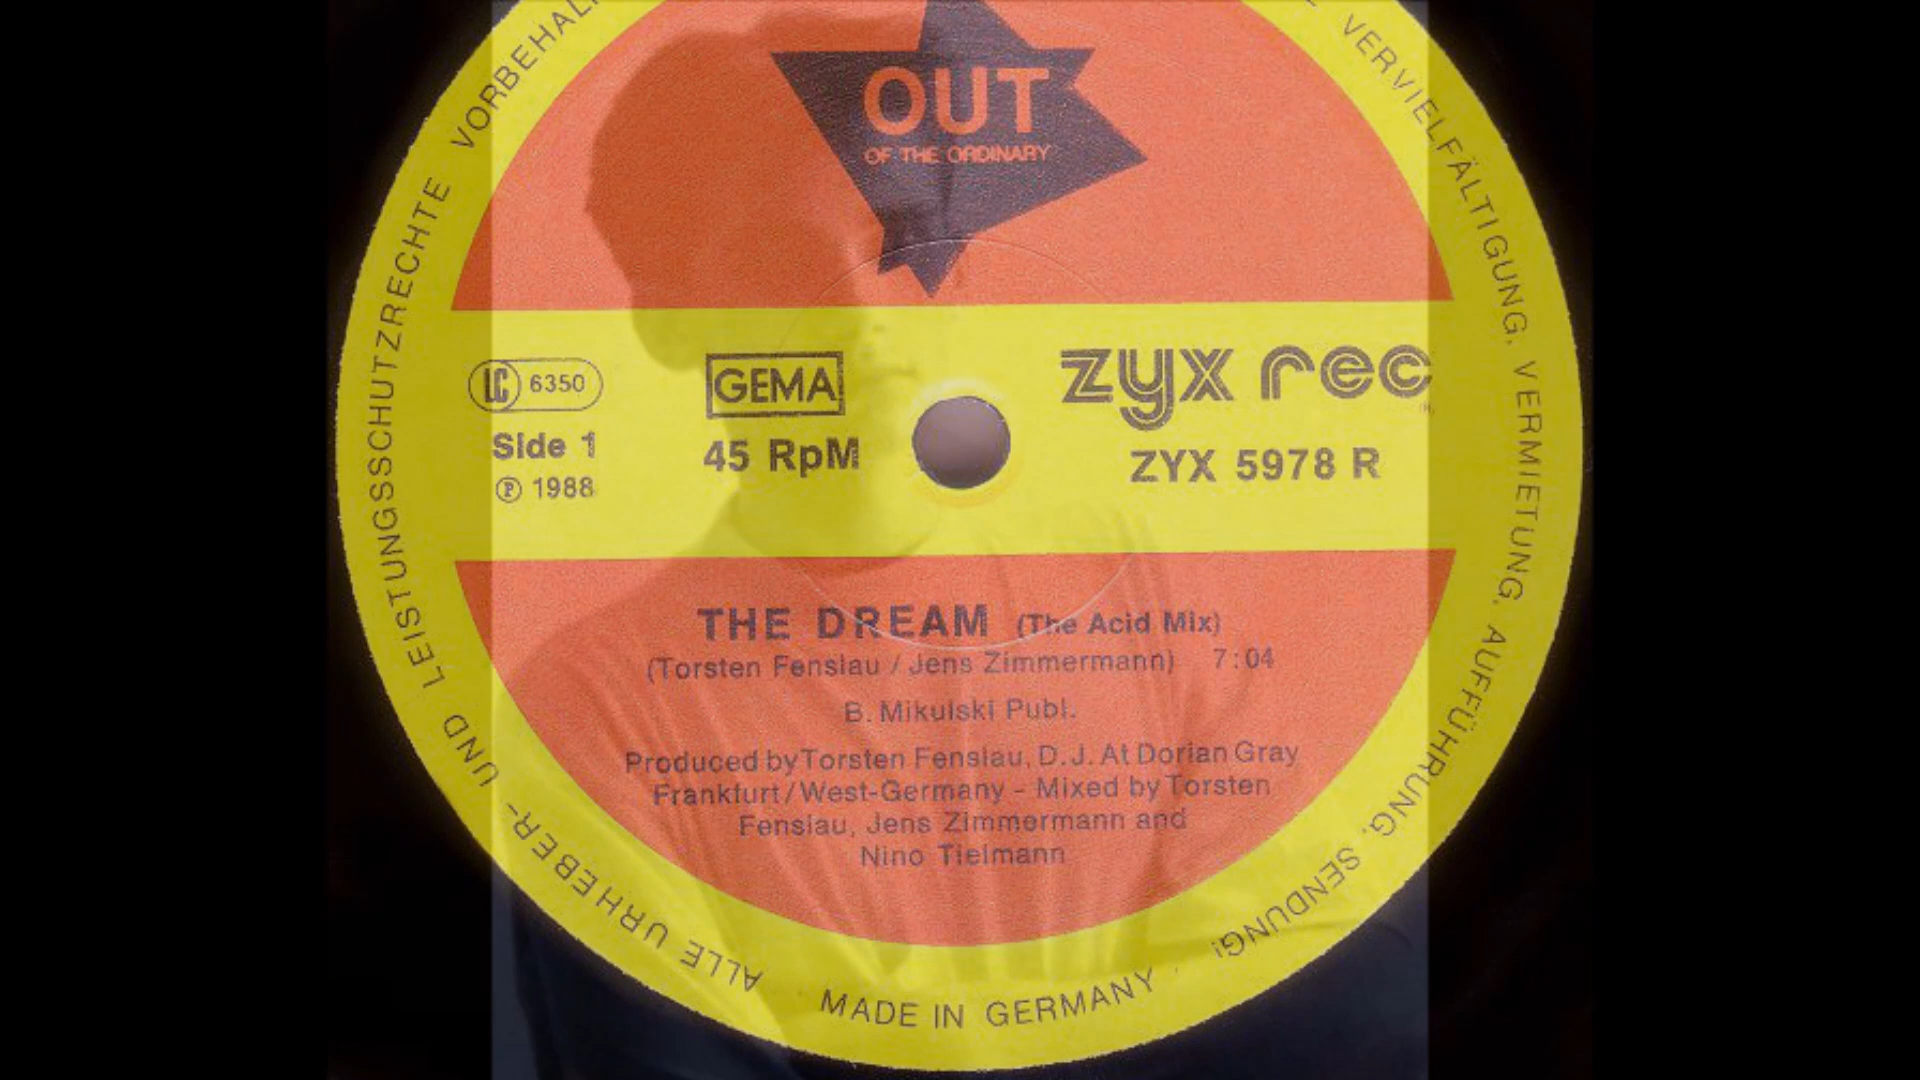 OUT
OF THE ORDINARY
LC 6350
GEMA
zyx rec
Side 1
45 RpM
ZYX 5978 R
Ⓟ 1988
THE DREAM (The Acid Mix)
(Torsten Fenslau / Jens Zimmermann) 7:04
B. Mikulski Publ.
Produced by Torsten Fenslau, D.J. At Dorian Gray
Frankfurt/West-Germany - Mixed by Torsten
Fenslau, Jens Zimmermann and
Nino Tielmann
ALLE URHEBER- UND LEISTUNGSSCHUTZRECHTE
VERVIELFÄLTIGUNG, VERMIETUNG, AUFFÜHRUNG, SENDUNG!
MADE IN GERMANY